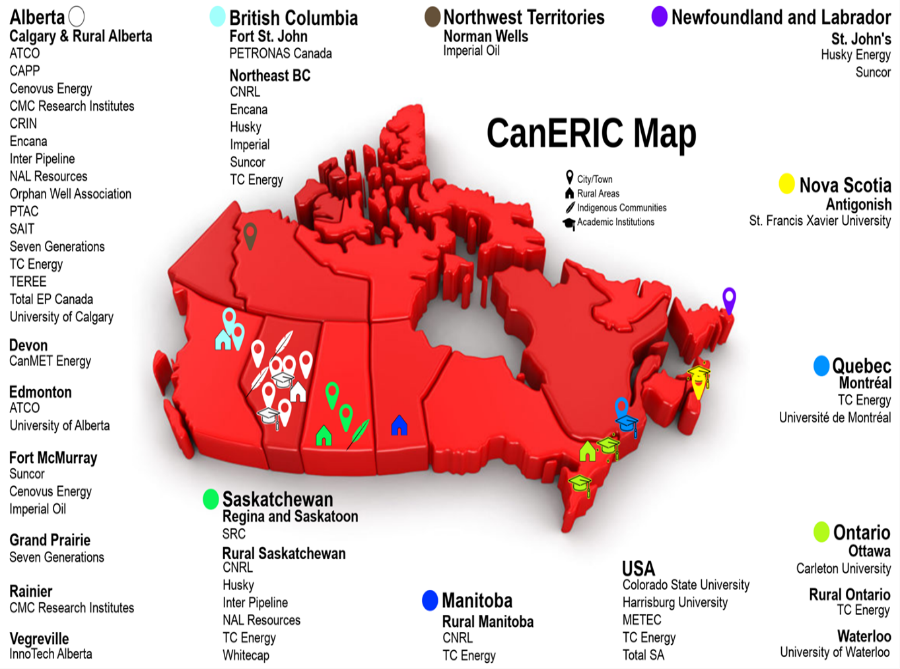 Alberta
Calgary & Rural Alberta
ATCO
CAPP
Cenovus Energy
CMC Research Institutes
CRIN
Encana
Inter Pipeline
NAL Resources
Orphan Well Association
PTAC
SAIT
Seven Generations
TC Energy
TEREE
Total EP Canada
University of Calgary
Devon
CanMET Energy
Edmonton
ATCO
University of Alberta
Fort McMurray
Suncor
Cenovus Energy
Imperial Oil
Grand Prairie
Seven Generations
Rainier
CMC Research Institutes
Vegreville
InnoTech Alberta
British Columbia
Fort St. John
PETRONAS Canada
Northeast BC
CNRL
Encana
Husky
Imperial
Suncor
TC Energy
Northwest Territories
Norman Wells
Imperial Oil
Newfoundland and Labrador
St. John's
Husky Energy
Suncor
CanERIC Map
City/Town
Rural Areas
Indigenous Communities
Academic Institutions
Nova Scotia
Antigonish
St. Francis Xavier University
Quebec
Montréal
TC Energy
Université de Montréal
Saskatchewan
Regina and Saskatoon
SRC
Rural Saskatchewan
CNRL
Husky
Inter Pipeline
NAL Resources
TC Energy
Whitecap
Manitoba
Rural Manitoba
CNRL
TC Energy
USA
Colorado State University
Harrisburg University
METEC
TC Energy
Total SA
Ontario
Ottawa
Carleton University
Rural Ontario
TC Energy
Waterloo
University of Waterloo